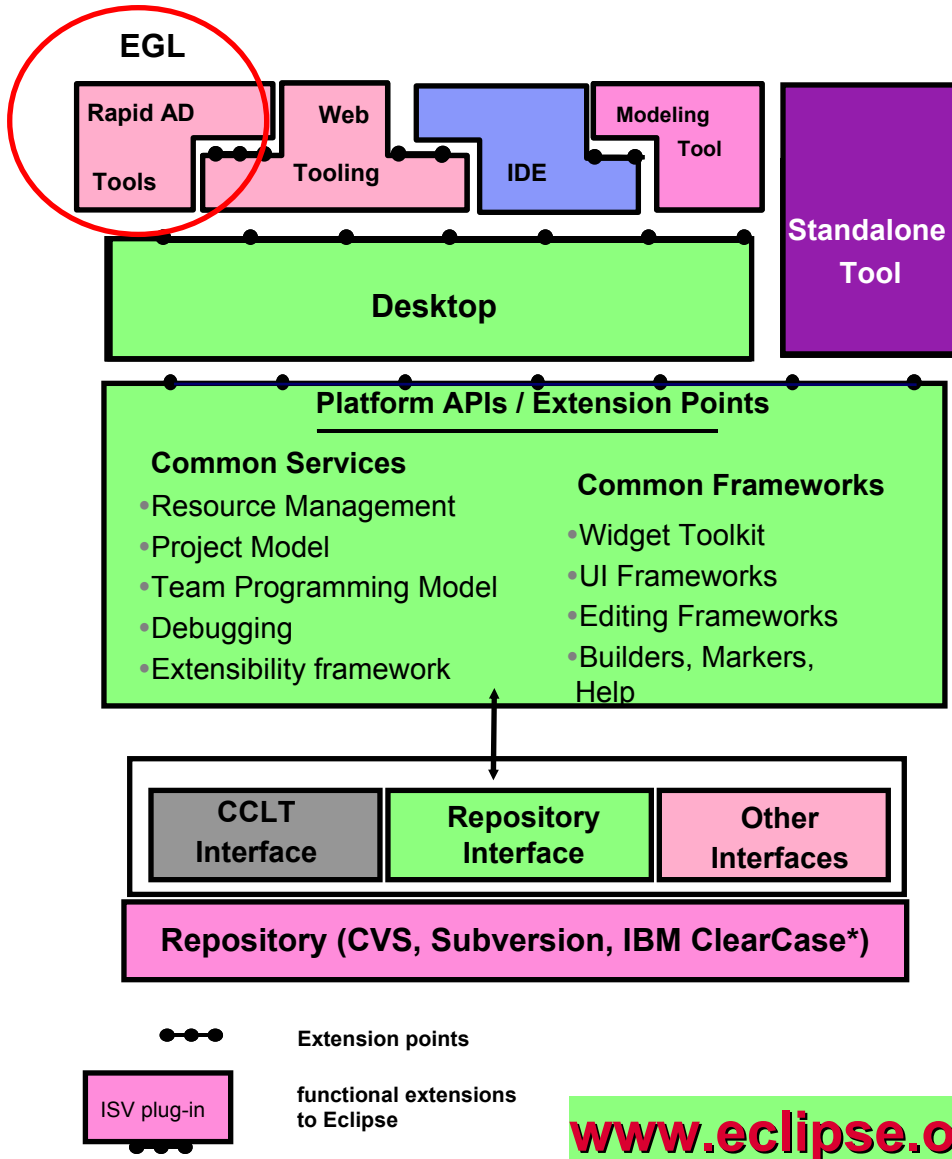 EGL
Rapid AD
Tools
Web
Tooling
IDE
Modeling
Tool
Standalone
Tool
Desktop
Platform APIs / Extension Points
Common Services
•Resource Management
•Project Model
•Team Programming Model
•Debugging
•Extensibility framework
Common Frameworks
•Widget Toolkit
•UI Frameworks
•Editing Frameworks
•Builders, Markers,
Help
CCLT
Interface
Repository
Interface
Other
Interfaces
Repository (CVS, Subversion, IBM ClearCase*)
Extension points
ISV plug-in
functional extensions
to Eclipse
www.eclipse.o